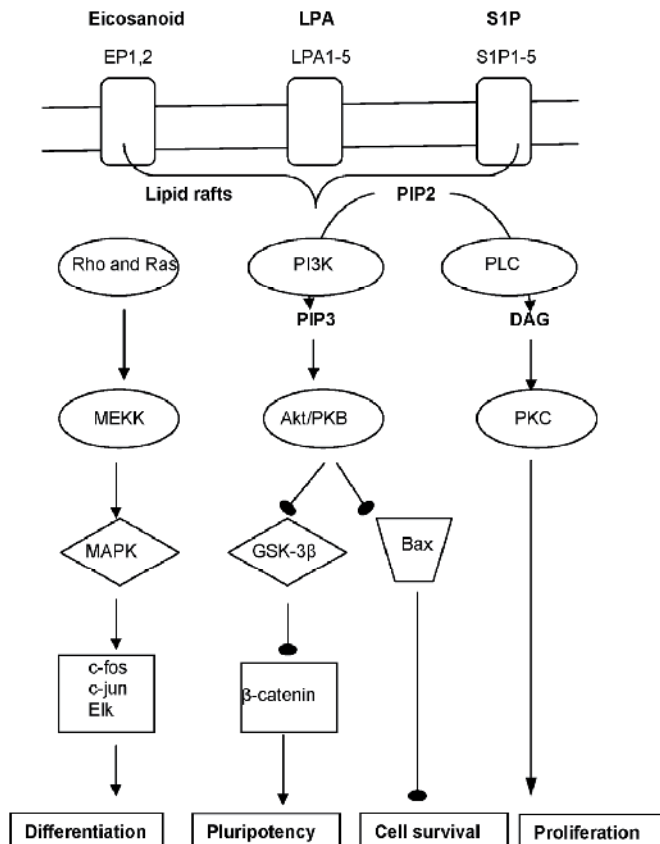 Eicosanoid LPA S1P
EP1,2 LPA1-5 S1P1-5
Lipid rafts PIP2
Rho and Ras PI3K PLC
PIP3 DAG
MEKK Akt/PKB PKC
MAPK GSK-3β Bax
c-fos
c-jun
Elk
β-catenin
Differentiation Pluripotency Cell survival Proliferation